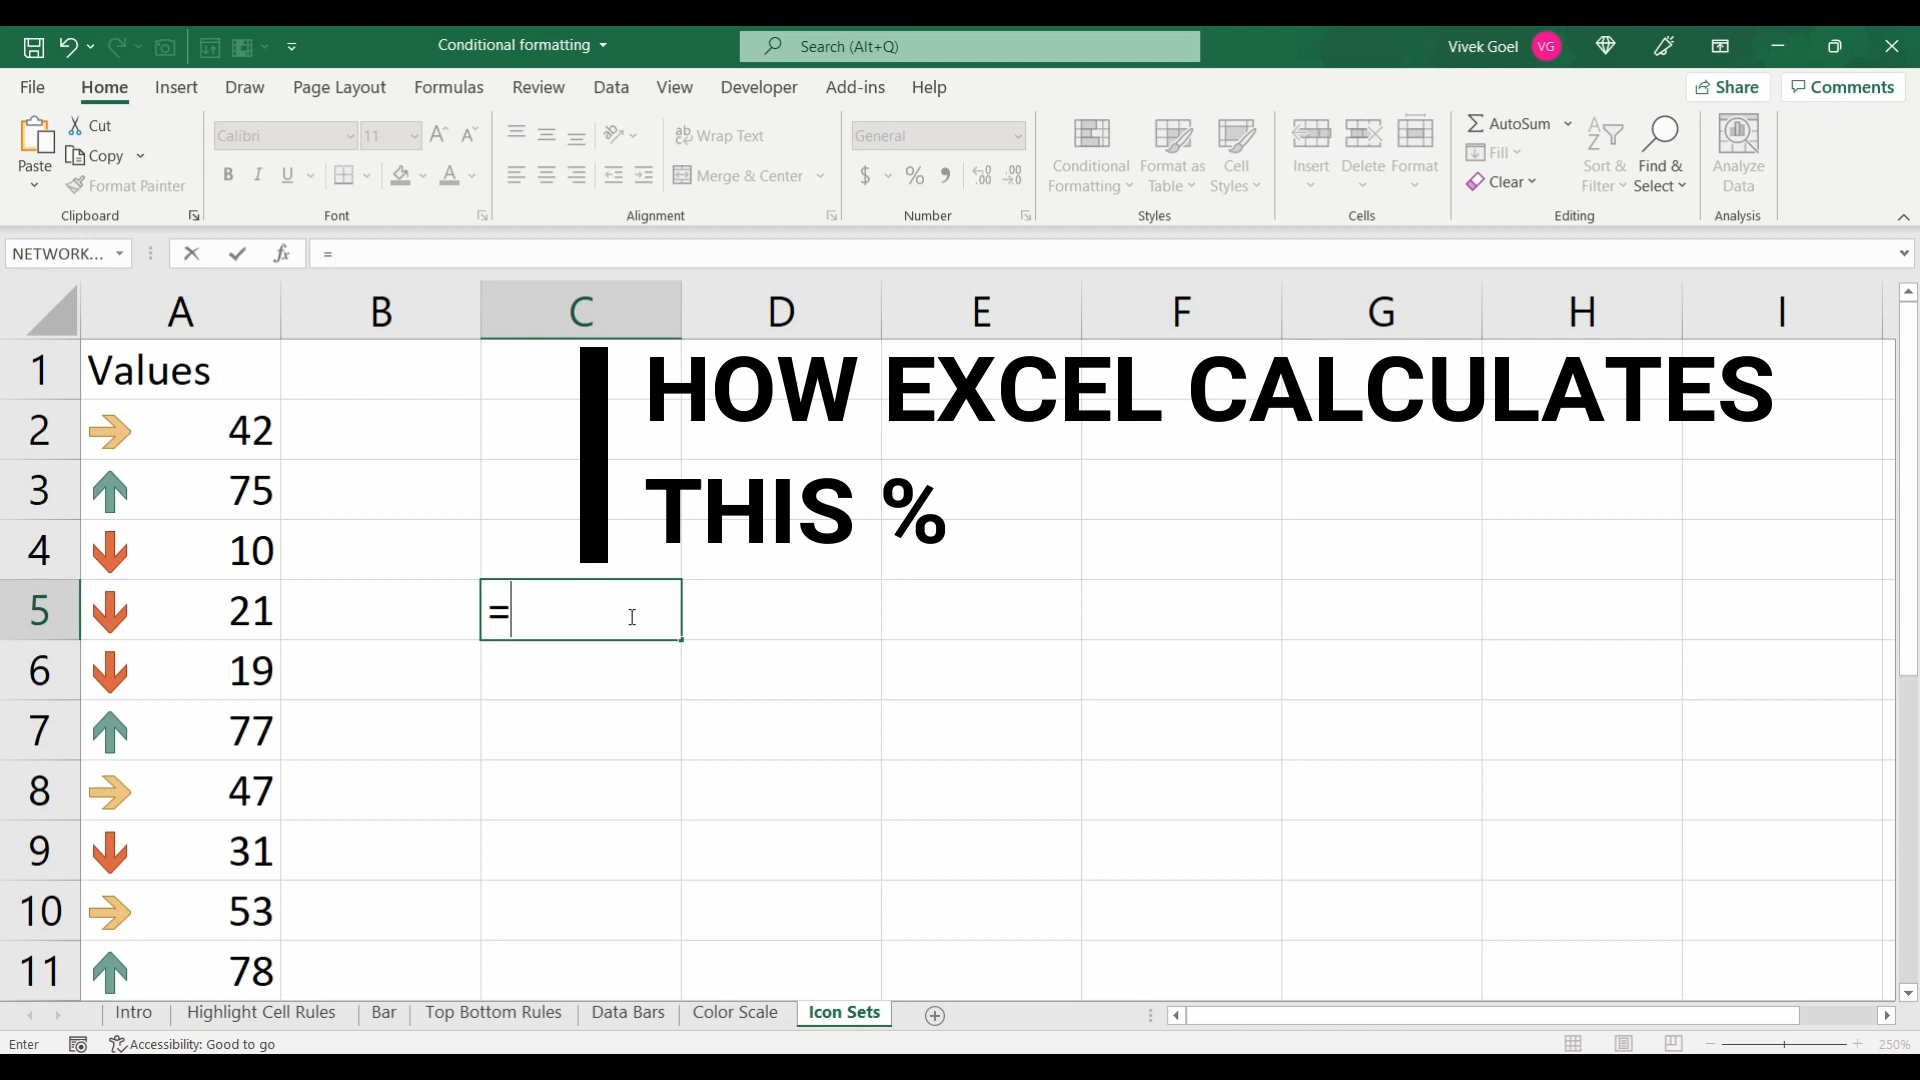 Conditional formatting
Search (Alt+Q)
Vivek Goel
VG
File Home Insert Draw Page Layout Formulas Review Data View Developer Add-ins Help
Share
Comments
Paste
Cut
Copy
Format Painter
Clipboard
Calibri
11
B I U
Font
Wrap Text
Merge & Center
Alignment
General
$ % 9
Number
Conditional Formatting
Format as Table
Cell Styles
Styles
Insert
Delete
Format
Cells
AutoSum
Fill
Clear
Sort & Filter
Find & Select
Editing
Analyze Data
Analysis
NETWORK...
fx
=
A B C D E F G H I
1 Values
HOW EXCEL CALCULATES
THIS %
2 42
3 75
4 10
5 21 =
6 19
7 77
8 47
9 31
10 53
11 78
Intro Highlight Cell Rules Bar Top Bottom Rules Data Bars Color Scale Icon Sets
Enter
Accessibility: Good to go
250%